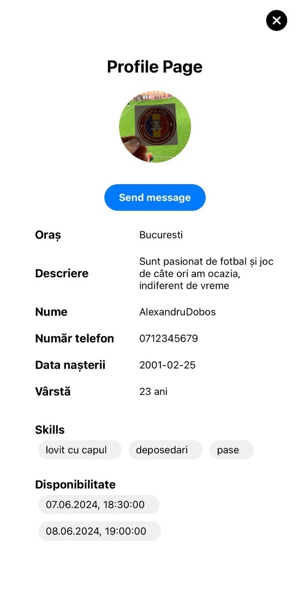 Profile Page
Send message
Oraș
Bucuresti
Descriere
Sunt pasionat de fotbal și joc
de câte ori am ocazia,
indiferent de vreme
Nume
AlexandruDobos
Număr telefon
0712345679
Data nașterii
2001-02-25
Vârstă
23 ani
Skills
lovit cu capul
deposedari
pase
Disponibilitate
07.06.2024, 18:30:00
08.06.2024, 19:00:00